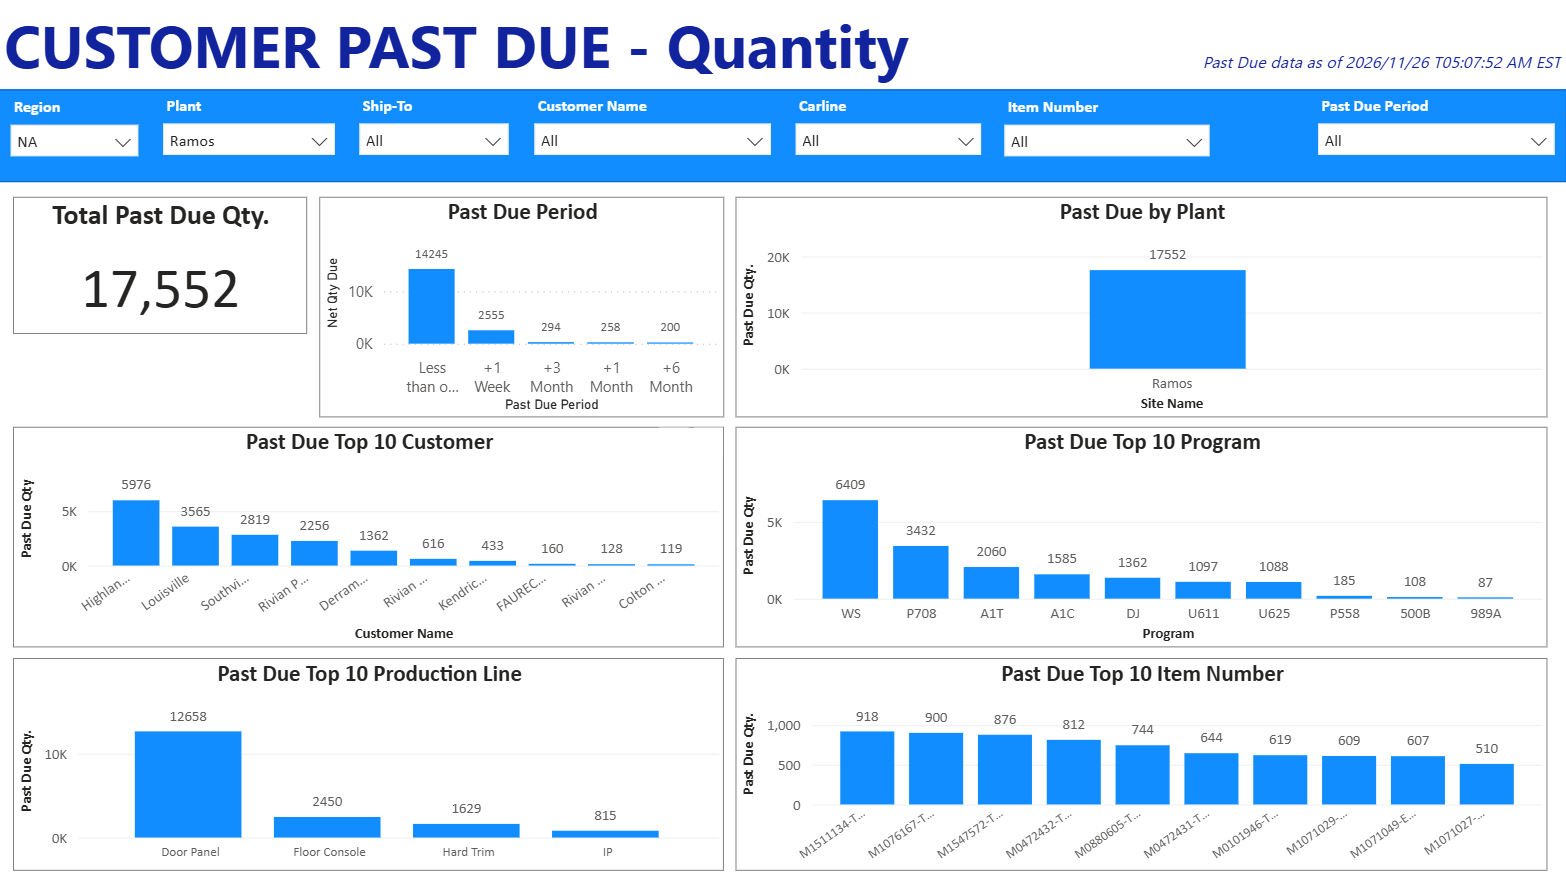 CUSTOMER PAST DUE - Quantity
Past Due data as of 2026/11/26 T05:07:52 AM EST
Region
Plant
Ship-To
Customer Name
Carline
Item Number
Past Due Period
NA
Ramos
All
All
All
All
All
Total Past Due Qty.
17,552
Past Due Period
Net Qty Due
10K
0K
14245
2555
294
258
200
Less than o...
+1 Week
+3 Month
+1 Month
+6 Month
Past Due Period
Past Due by Plant
Past Due Qty.
20K
10K
0K
17552
Ramos
Site Name
Past Due Top 10 Customer
Past Due Qty
5K
0K
5976
3565
2819
2256
1362
616
433
160
128
119
Highlan...
Louisville
Southvi...
Rivian P...
Derram...
Rivian ...
Kendric...
FAUREC...
Rivian ...
Colton ...
Customer Name
Past Due Top 10 Program
Past Due Qty
5K
0K
6409
3432
2060
1585
1362
1097
1088
185
108
87
WS
P708
A1T
A1C
DJ
U611
U625
P558
500B
989A
Program
Past Due Top 10 Production Line
Past Due Qty.
10K
0K
12658
2450
1629
815
Door Panel
Floor Console
Hard Trim
IP
Past Due Top 10 Item Number
Past Due Qty.
1,000
500
0
918
900
876
812
744
644
619
609
607
510
M1511134-T...
M1076167-T...
M1547572-T...
M0472432-T...
M0880605-T...
M0472431-T...
M0101946-T...
M1071029-...
M1071049-E...
M1071027-...